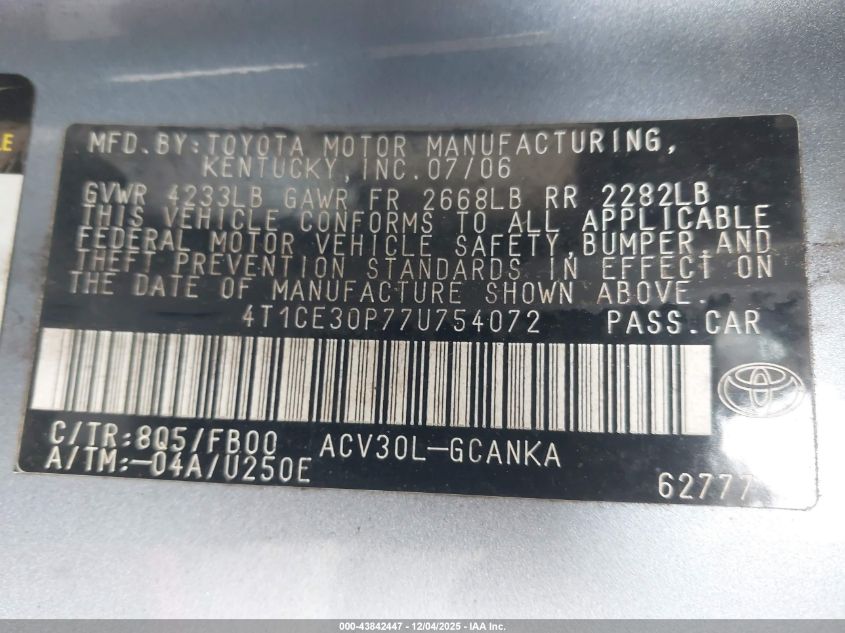 LE
MFD.BY:TOYOTA MOTOR MANUFACTURING,
KENTUCKY,INC.07/06
GVWR 4233LB GAWR FR 2668LB RR 2282LB
THIS VEHICLE CONFORMS TO ALL APPLICABLE
FEDERAL MOTOR VEHICLE SAFETY,BUMPER,AND
THEFT PREVENTION STANDARDS IN EFFECT ON
THE DATE OF MANUFACTURE SHOWN ABOVE.
4T1CE30P77U754072 PASS.CAR
C/TR:8Q5/FB00 ACV30L-GCANKA
A/TM:-04A/U250E
62777
000-43842447 - 12/04/2025 - IAA Inc.